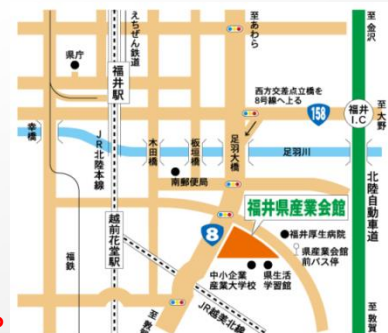 えちぜん鉄道
至あわら
至金沢
県庁
福井駅
西方交差点立橋を
8号線へ上る
158
福井
I.C
至大野
幸橋
JR北陸本線
木田橋
板垣橋
足羽大橋
足羽川
南郵便局
北陸自動車道
福井県産業会館
越前花堂駅
8
福井厚生病院
県産業会館
前バス停
福鉄
中小企業
産業大学校
県生活
学習館
JR越美北線
至敦賀
至敦賀